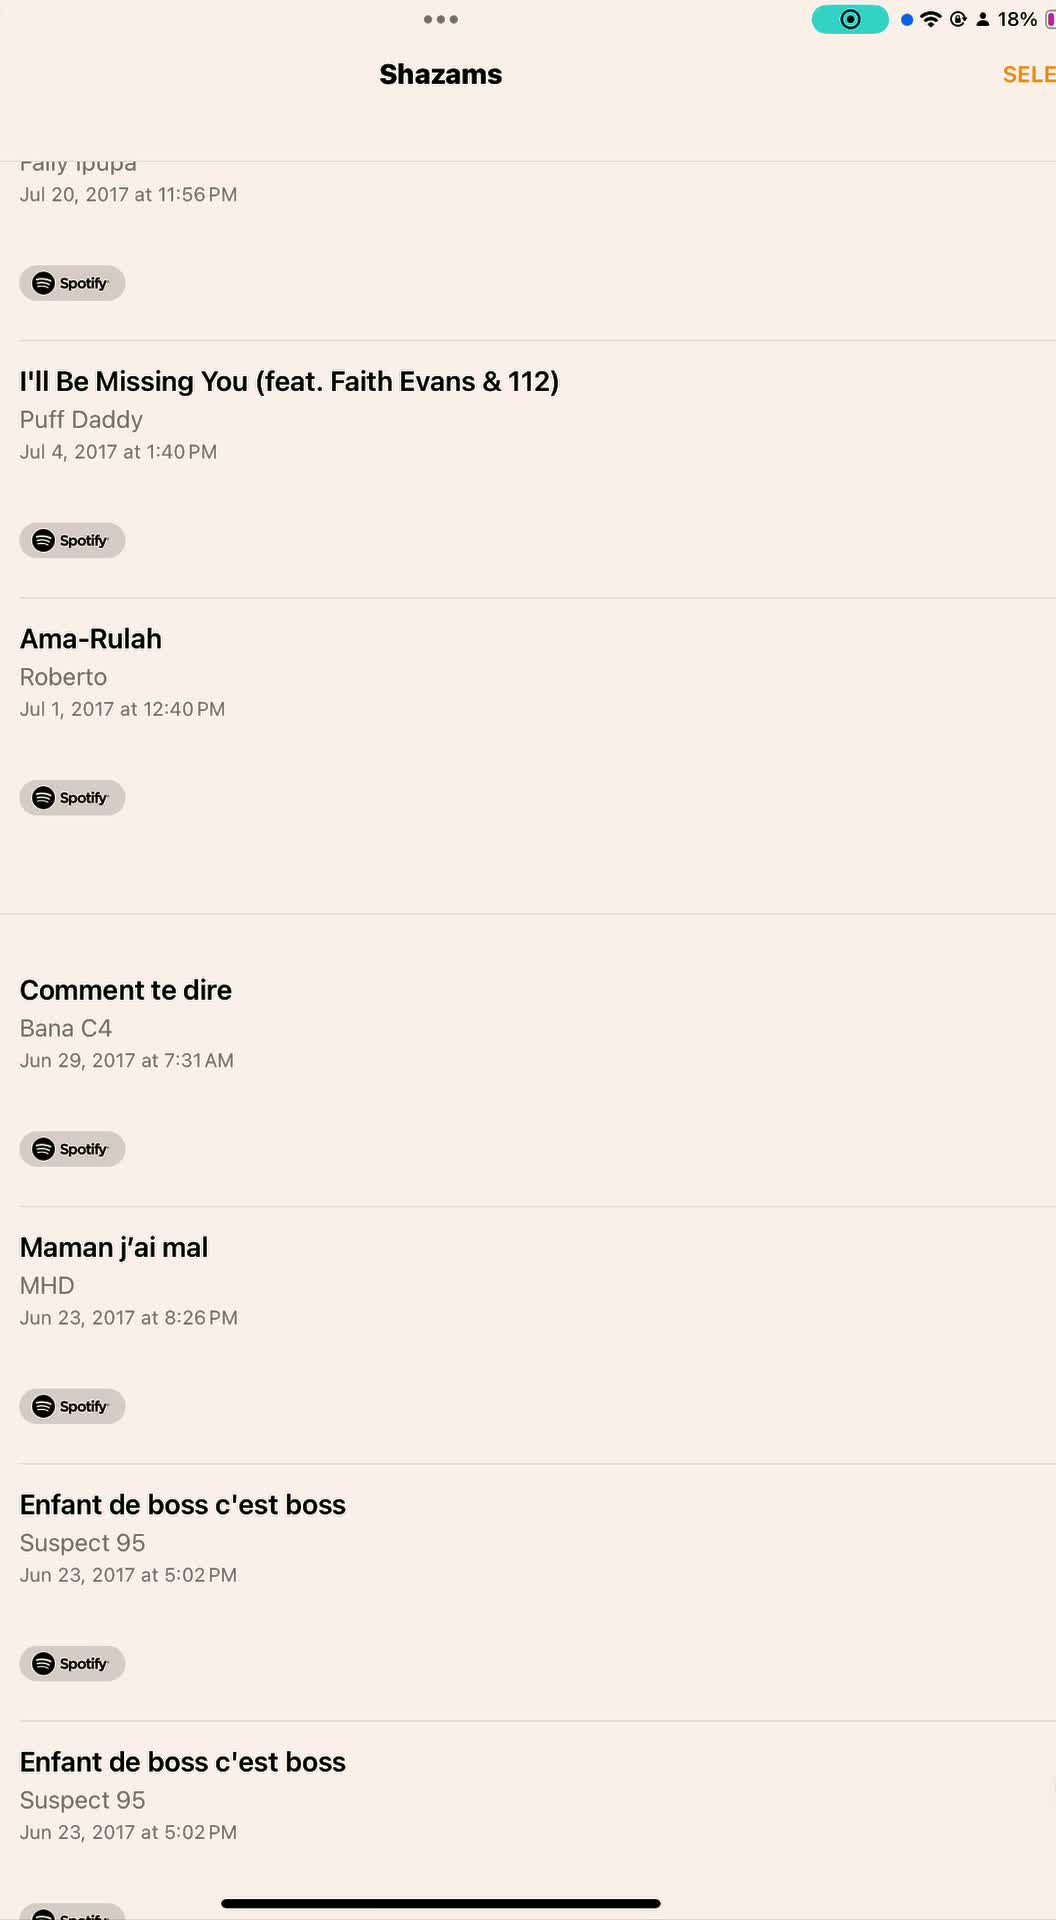 18%
Shazams
SELE
Fally Ipupa
Jul 20, 2017 at 11:56 PM
Spotify
I'll Be Missing You (feat. Faith Evans & 112)
Puff Daddy
Jul 4, 2017 at 1:40 PM
Spotify
Ama-Rulah
Roberto
Jul 1, 2017 at 12:40 PM
Spotify
Comment te dire
Bana C4
Jun 29, 2017 at 7:31 AM
Spotify
Maman j’ai mal
MHD
Jun 23, 2017 at 8:26 PM
Spotify
Enfant de boss c'est boss
Suspect 95
Jun 23, 2017 at 5:02 PM
Spotify
Enfant de boss c'est boss
Suspect 95
Jun 23, 2017 at 5:02 PM
Spotify